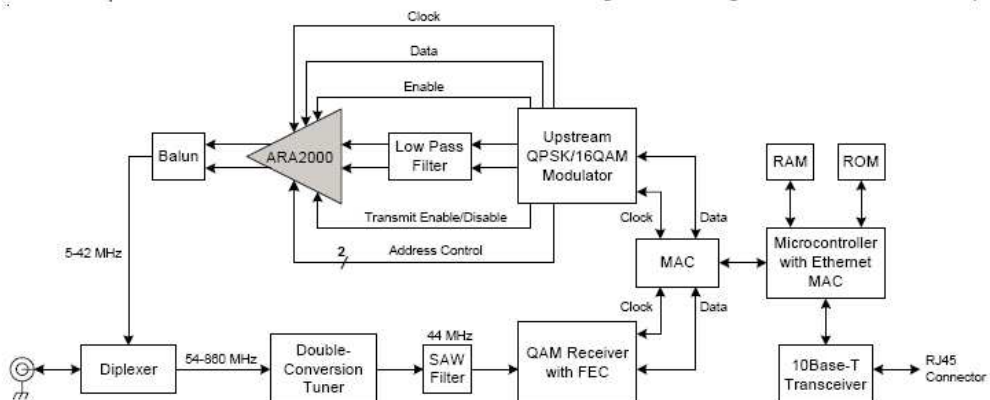 Clock
Data
Enable
Balun
ARA2000
Low Pass
Filter
Upstream
QPSK/16QAM
Modulator
RAM
ROM
Transmit Enable/Disable
2
Address Control
Clock
Data
5-42 MHz
MAC
Microcontroller
with Ethernet
MAC
Clock
Data
Diplexer
54-860 MHz
Double-
Conversion
Tuner
44 MHz
SAW
Filter
QAM Receiver
with FEC
10Base-T
Transceiver
RJ45
Connector